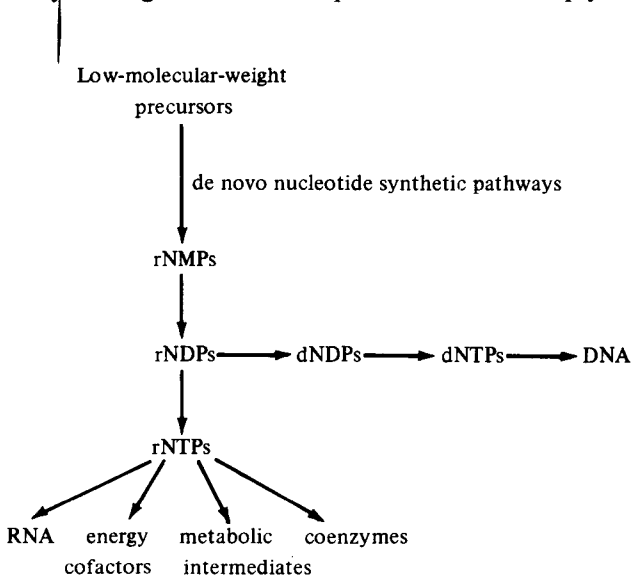 Low-molecular-weight
precursors
de novo nucleotide synthetic pathways
rNMPs
rNDPs dNDPs dNTPs DNA
rNTPs
RNA energy metabolic coenzymes
cofactors intermediates